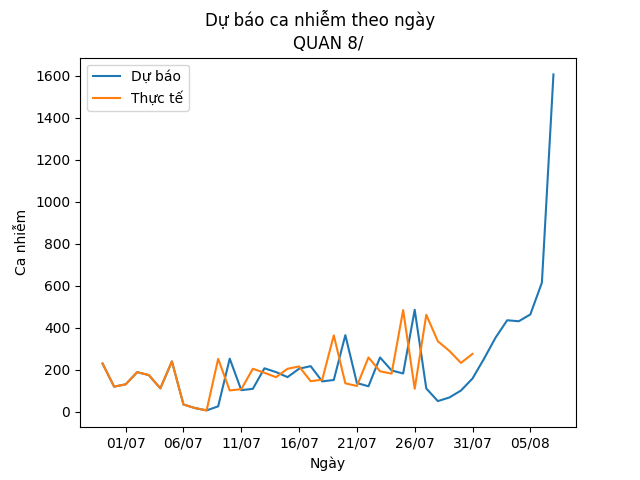 Dự báo ca nhiễm theo ngày
QUAN 8/
Dự báo
Thực tế
Ca nhiễm
1600
1400
1200
1000
800
600
400
200
0
01/07 06/07 11/07 16/07 21/07 26/07 31/07 05/08
Ngày